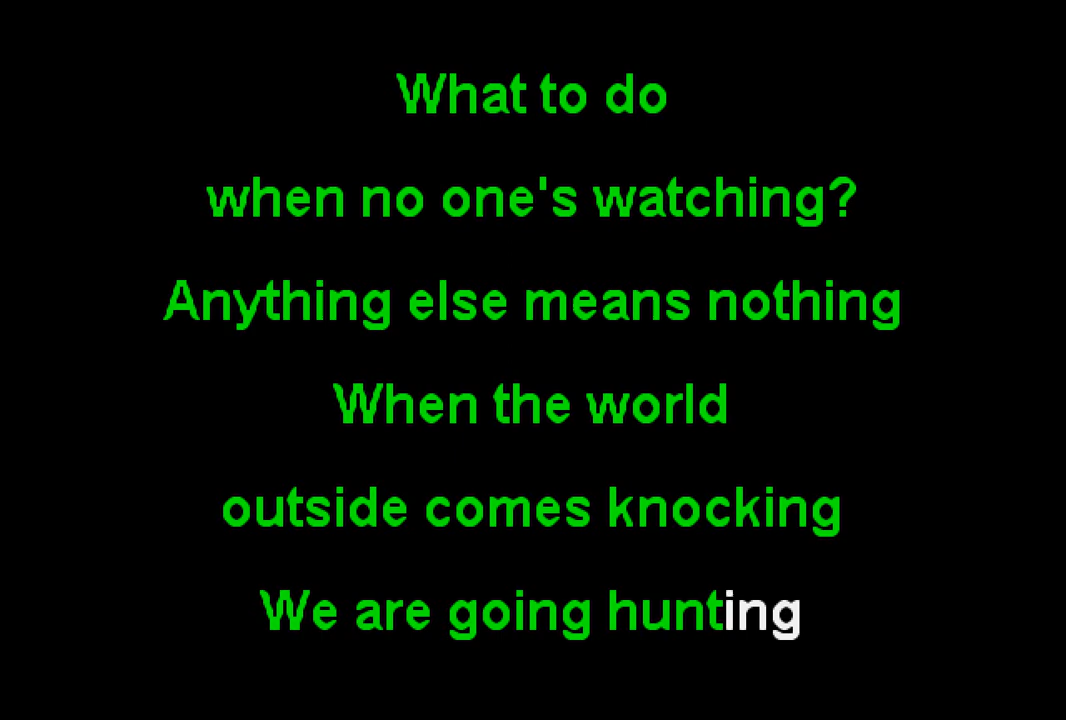 What to do
when no one's watching?
Anything else means nothing
When the world
outside comes knocking
We are going hunting